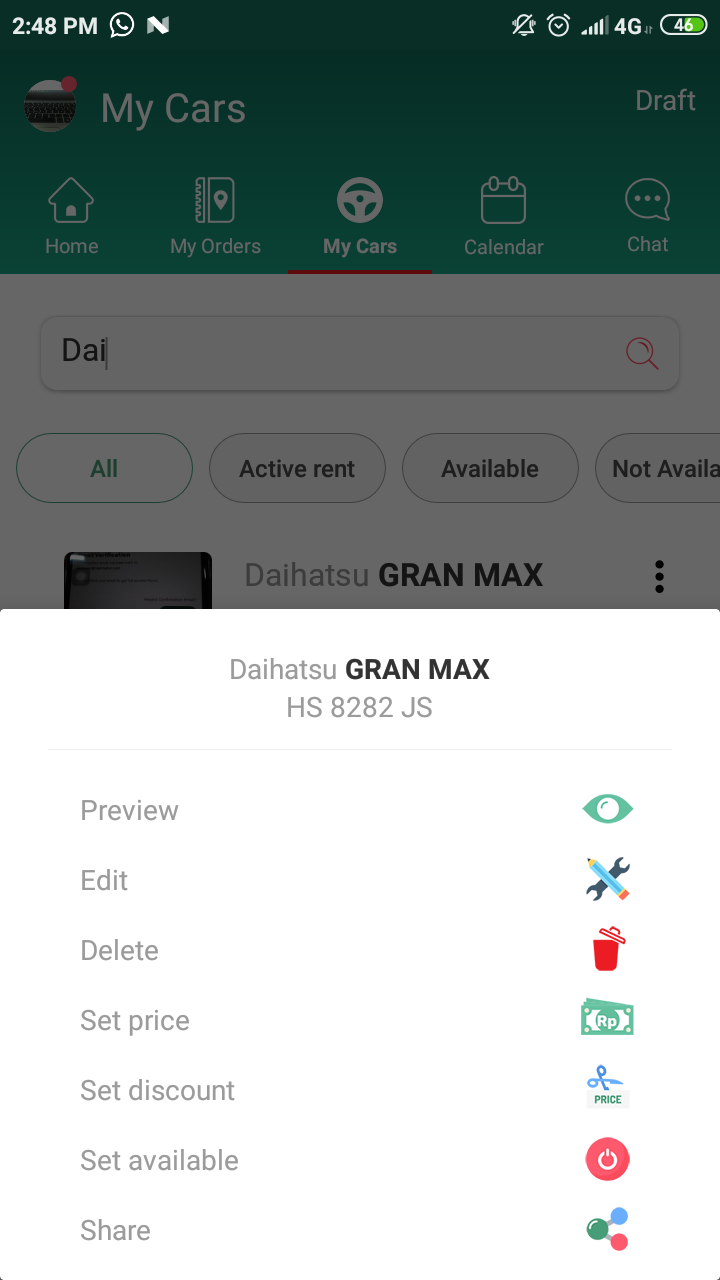 2:48 PM 4G 46
My Cars Draft
Home My Orders My Cars Calendar Chat
Dai
All Active rent Available Not Availa
Daihatsu GRAN MAX
Daihatsu GRAN MAX
HS 8282 JS
Preview
Edit
Delete
Set price Rp
Set discount PRICE
Set available
Share